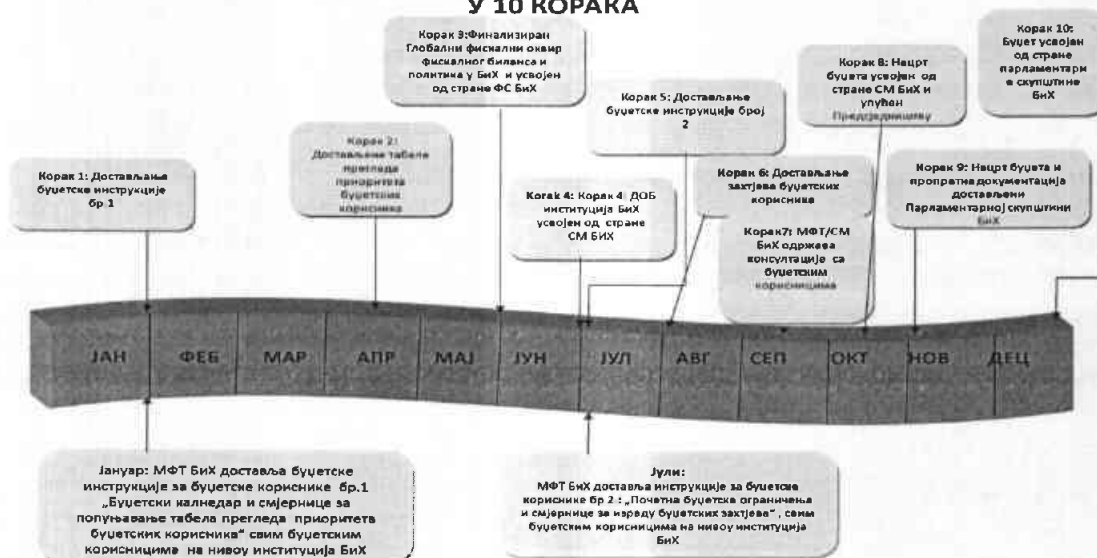 У 10 КОРАКА
Корак 3:Финализиран
Глобални фискални оквир
фискалног биланса и
политика у БиХ и усвојен
од стране ФС БиХ
Корак 10:
Буџет усвојен
од стране
парламентарн
е скупштине
БиХ
Корак 8: Нацрт
буџета усвојен од
стране СМ БиХ и
упућен
Предсједништву
Корак 5: Достављање
буџетске инструкције број
2
Корак 2:
Достављене табеле
прегледа
приоритета
буџетских
корисника
Корак 1: Достављање
буџетске инструкције
бр.1
Корак 9: Нацрт буџета и
пропратна документација
достављени
Парламентарној скупштини
БиХ
Корак 6: Достављање
захтјева буџетских
корисника
Когак 4: Корак 4: ДОБ
институција БиХ
усвојен од стране
СМ БИХ
Корак7: МФТ/СМ
БиХ одржава
консултације са
буџетским
корисницима
ЈАН ФЕБ МАР АПР МАЈ ЈУН ЈУЛ АВГ СЕП ОКТ НОВ ДЕЦ
Јануар: МФТ БиХ доставља буџетске
инструкције за буџетске кориснике бр.1
„Буџетски калнедар и смјернице за
попуњавање табела прегледа приоритета
буџетских корисника“ свим буџетским
корисницима на нивоу институција БиХ
Јули:
МФТ БиХ доставља инструкције за буџетске
кориснике бр 2 : „Почетна буџетска ограничења
и смјернице за израду буџетских захтјева“ , свим
буџетским корисницима на нивоу институција
БиХ